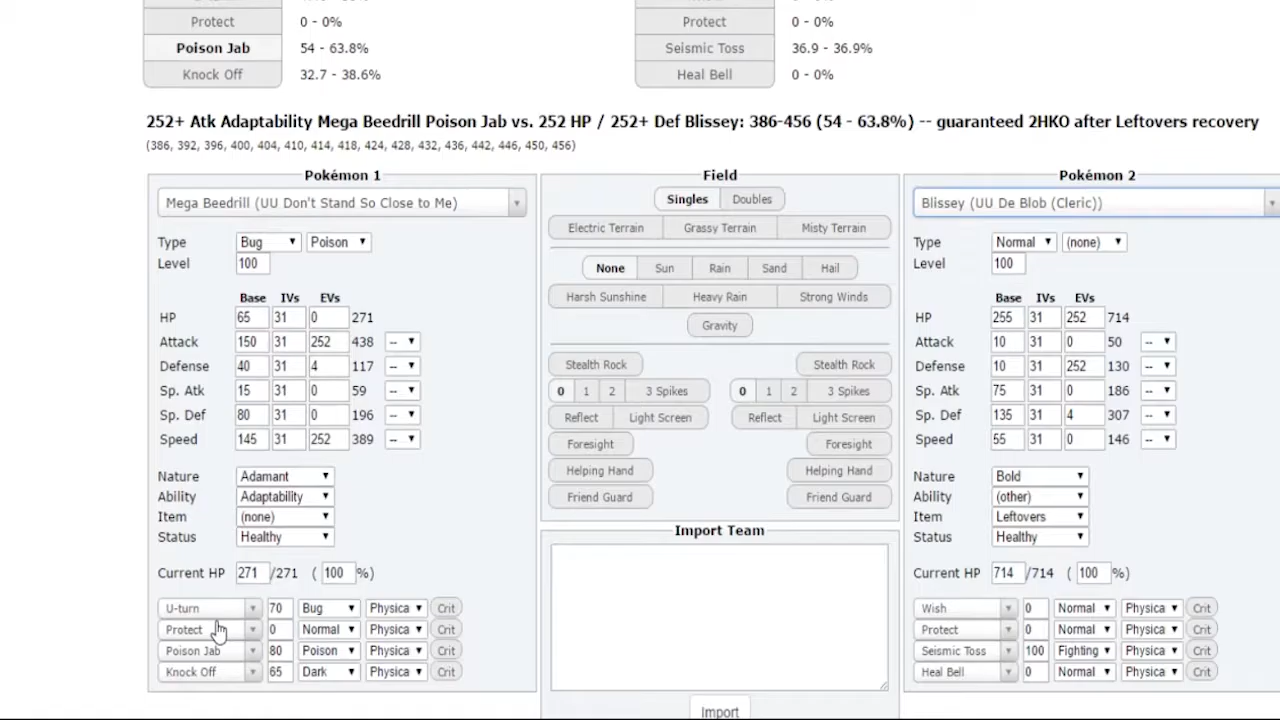 Protect 0 - 0% Protect 0 - 0%
Poison Jab 54 - 63.8% Seismic Toss 36.9 - 36.9%
Knock Off 32.7 - 38.6% Heal Bell 0 - 0%
252+ Atk Adaptability Mega Beedrill Poison Jab vs. 252 HP / 252+ Def Blissey: 386-456 (54 - 63.8%) -- guaranteed 2HKO after Leftovers recovery
(386, 392, 396, 400, 404, 410, 414, 418, 424, 428, 432, 436, 442, 446, 450, 456)
Pokémon 1
Mega Beedrill (UU Don't Stand So Close to Me)
Type Bug Poison
Level 100
Base IVs EVs
HP 65 31 0 271
Attack 150 31 252 438 --
Defense 40 31 4 117 --
Sp. Atk 15 31 0 59 --
Sp. Def 80 31 0 196 --
Speed 145 31 252 389 --
Nature Adamant
Ability Adaptability
Item (none)
Status Healthy
Current HP 271 /271 ( 100 %)
U-turn 70 Bug Physica Crit
Protect 0 Normal Physica Crit
Poison Jab 80 Poison Physica Crit
Knock Off 65 Dark Physica Crit
Field
Singles Doubles
Electric Terrain Grassy Terrain Misty Terrain
None Sun Rain Sand Hail
Harsh Sunshine Heavy Rain Strong Winds
Gravity
Stealth Rock Stealth Rock
0 1 2 3 Spikes 0 1 2 3 Spikes
Reflect Light Screen Reflect Light Screen
Foresight Foresight
Helping Hand Helping Hand
Friend Guard Friend Guard
Import Team
Import
Pokémon 2
Blissey (UU De Blob (Cleric))
Type Normal (none)
Level 100
Base IVs EVs
HP 255 31 252 714
Attack 10 31 0 50 --
Defense 10 31 252 130 --
Sp. Atk 75 31 0 186 --
Sp. Def 135 31 4 307 --
Speed 55 31 0 146 --
Nature Bold
Ability (other)
Item Leftovers
Status Healthy
Current HP 714 /714 ( 100 %)
Wish 0 Normal Physica Crit
Protect 0 Normal Physica Crit
Seismic Toss 100 Fighting Physica Crit
Heal Bell 0 Normal Physica Crit